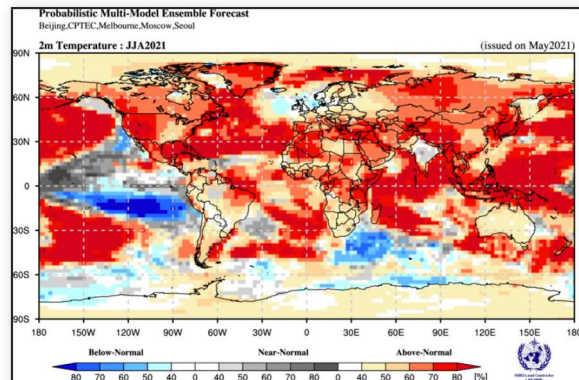 Probabilistic Multi-Model Ensemble Forecast
Beijing,CPTEC,Melbourne,Moscow,Seoul
2m Temperature : JJA2021 (issued on May2021)
90N
60N
30N
0
30S
60S
90S
180 150W 120W 90W 60W 30W 0 30E 60E 90E 120E 150E 180
Below-Normal Near-Normal Above-Normal
80 70 60 50 40 0 40 50 60 70 80 0 40 50 60 70 80 [%]